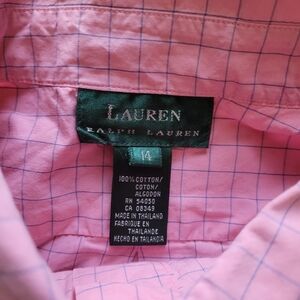 LAUREN
RALPH LAUREN
14
100% COTTON/
COTON/
ALGODON
RN 54050
CA 08349
MADE IN THAILAND
FABRIQUE EN
THAILANDE
HECHO EN TAILANDIA